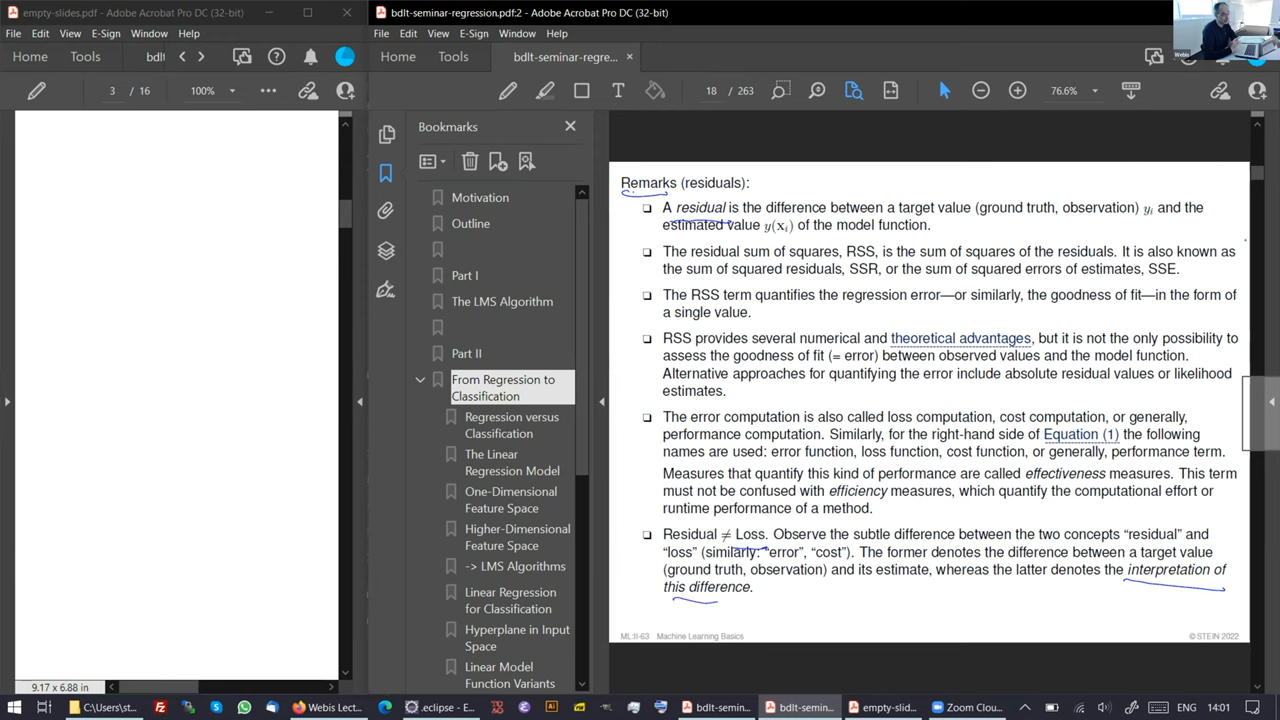 empty-slides.pdf - Adobe Acrobat Pro DC (32-bit)
bdlt-seminar-regression.pdf:2 - Adobe Acrobat Pro DC (32-bit)
File Edit View E-Sign Window Help
File Edit View E-Sign Window Help
Webis
Home Tools bdlt
Home Tools bdlt-seminar-regre... ×
3 / 16 100%
18 / 263 76.6%
Bookmarks
Motivation
Outline
Part I
The LMS Algorithm
Part II
From Regression to
Classification
Regression versus
Classification
The Linear
Regression Model
One-Dimensional
Feature Space
Higher-Dimensional
Feature Space
-> LMS Algorithms
Linear Regression
for Classification
Hyperplane in Input
Space
Linear Model
Function Variants
Remarks (residuals):
❑ A residual is the difference between a target value (ground truth, observation) yᵢ and the
estimated value y(xᵢ) of the model function.
❑ The residual sum of squares, RSS, is the sum of squares of the residuals. It is also known as
the sum of squared residuals, SSR, or the sum of squared errors of estimates, SSE.
❑ The RSS term quantifies the regression error—or similarly, the goodness of fit—in the form of
a single value.
❑ RSS provides several numerical and theoretical advantages, but it is not the only possibility to
assess the goodness of fit (= error) between observed values and the model function.
Alternative approaches for quantifying the error include absolute residual values or likelihood
estimates.
❑ The error computation is also called loss computation, cost computation, or generally,
performance computation. Similarly, for the right-hand side of Equation (1) the following
names are used: error function, loss function, cost function, or generally, performance term.
Measures that quantify this kind of performance are called effectiveness measures. This term
must not be confused with efficiency measures, which quantify the computational effort or
runtime performance of a method.
❑ Residual ≠ Loss. Observe the subtle difference between the two concepts “residual” and
“loss” (similarly: “error”, “cost”). The former denotes the difference between a target value
(ground truth, observation) and its estimate, whereas the latter denotes the interpretation of
this difference.
ML:II-63 Machine Learning Basics © STEIN 2022
9.17 x 6.88 in
C:\Users\st... Webis Lect... .eclipse - E... bdlt-semin... bdlt-semin... empty-slid... Zoom Clou... ENG 14:01